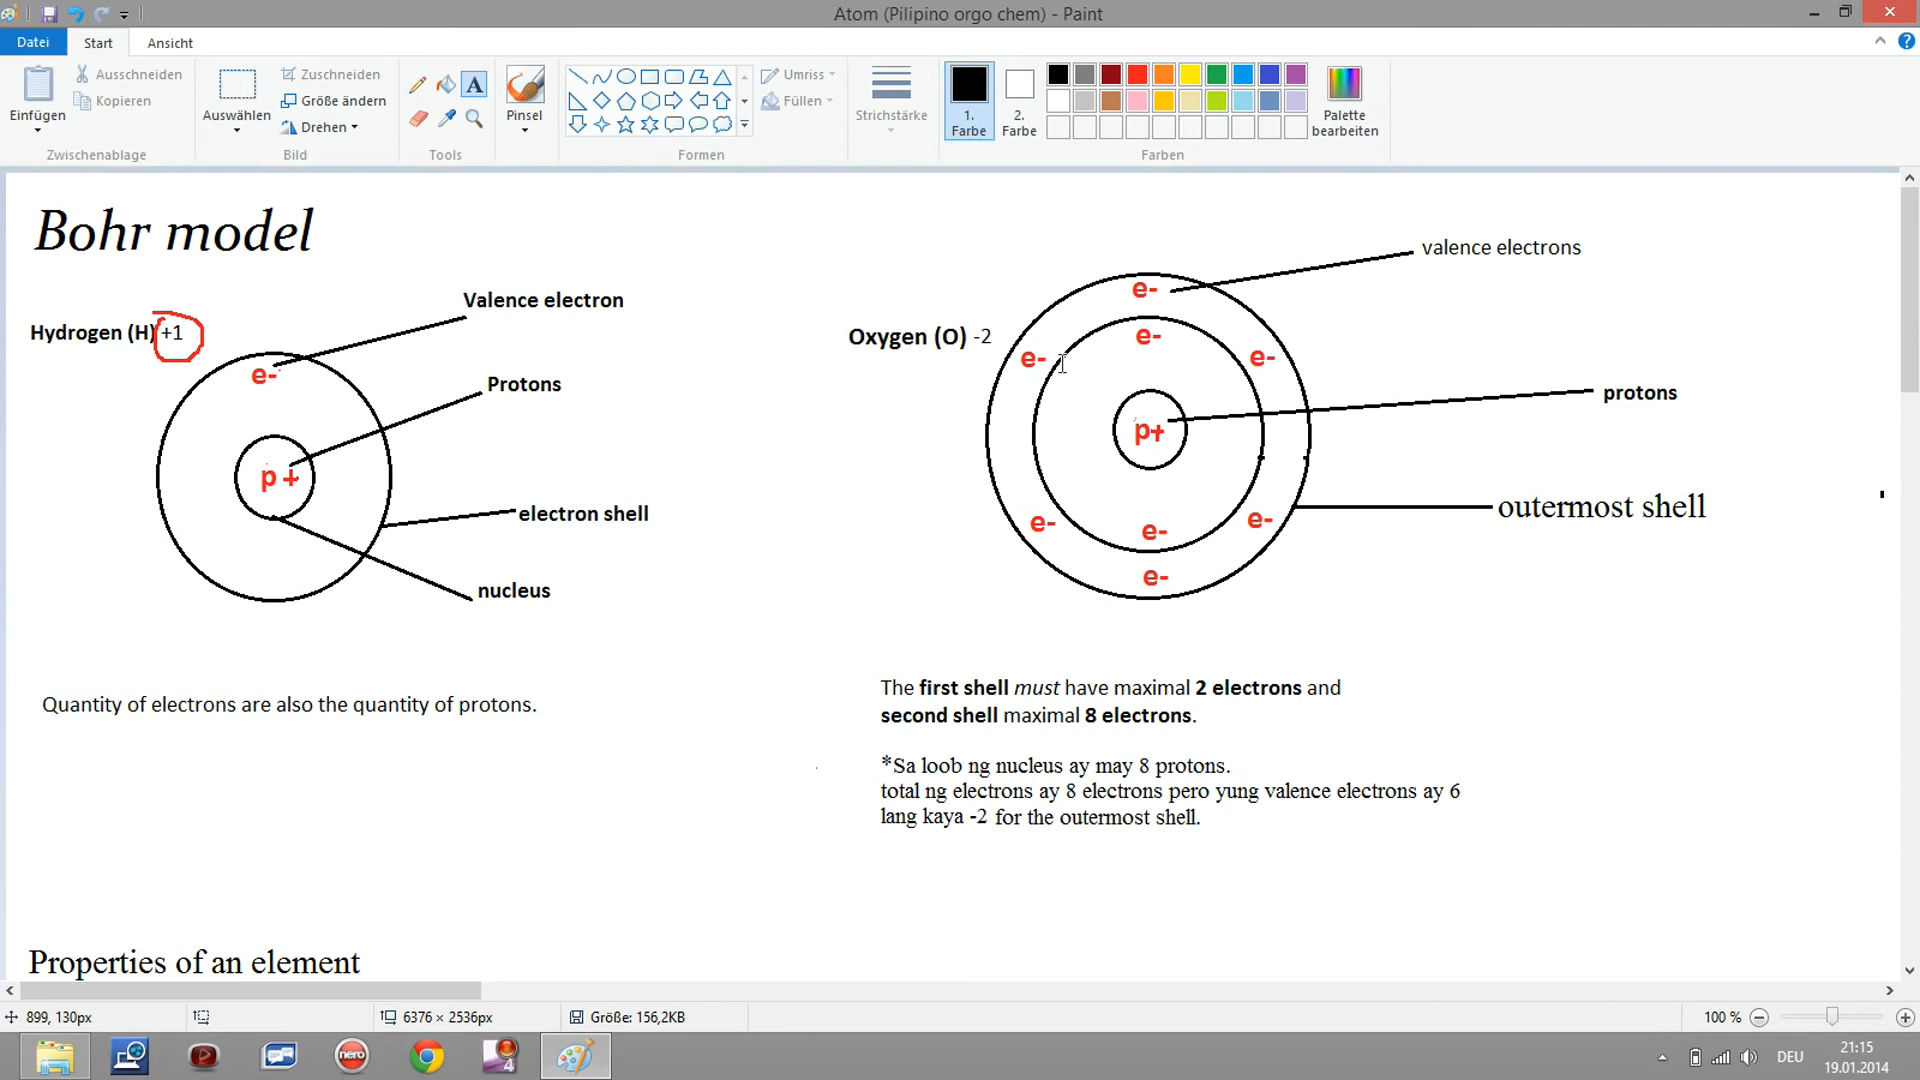 Atom (Pilipino orgo chem) - Paint
Datei Start Ansicht
Einfügen
Ausschneiden
Kopieren
Zwischenablage
Auswählen
Zuschneiden
Größe ändern
Drehen
Bild
A
Tools
Pinsel
Formen
Umriss
Füllen
Strichstärke
1.
Farbe
2.
Farbe
Palette
bearbeiten
Farben
Bohr model
Hydrogen (H) +1
Valence electron
e-
Protons
p +
electron shell
nucleus
Quantity of electrons are also the quantity of protons.
Oxygen (O) -2
valence electrons
e-
e-
e-
e-
p+
protons
outermost shell
e-
e-
e-
e-
The first shell must have maximal 2 electrons and
second shell maximal 8 electrons.
*Sa loob ng nucleus ay may 8 protons.
total ng electrons ay 8 electrons pero yung valence electrons ay 6
lang kaya -2 for the outermost shell.
Properties of an element
899, 130px
6376 × 2536px
Größe: 156,2KB
100 %
nero
4
DEU
21:15
19.01.2014